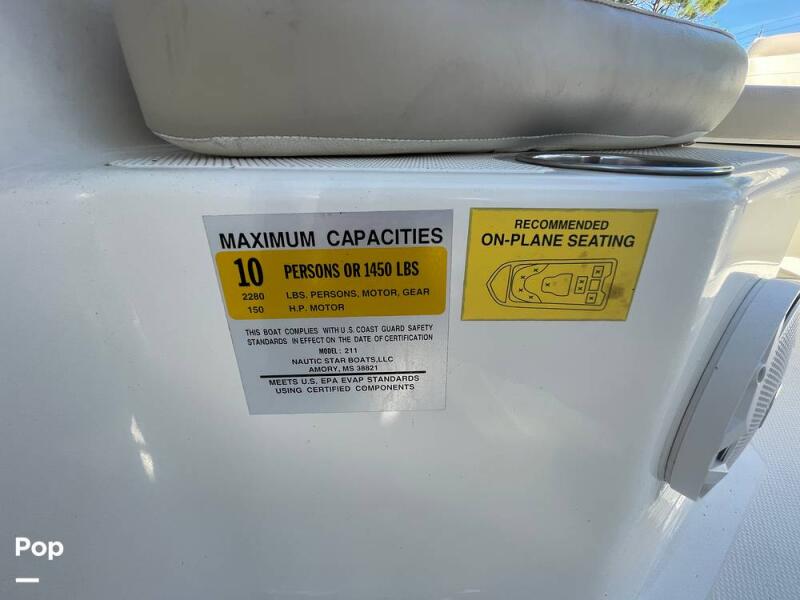 MAXIMUM CAPACITIES
10 PERSONS OR 1450 LBS
2280 LBS. PERSONS, MOTOR, GEAR
150 H.P. MOTOR
THIS BOAT COMPLIES WITH U.S. COAST GUARD SAFETY
STANDARDS IN EFFECT ON THE DATE OF CERTIFICATION
MODEL: 211
NAUTIC STAR BOATS,LLC
AMORY, MS 38821
MEETS U.S. EPA EVAP STANDARDS
USING CERTIFIED COMPONENTS
RECOMMENDED
ON-PLANE SEATING
Pop